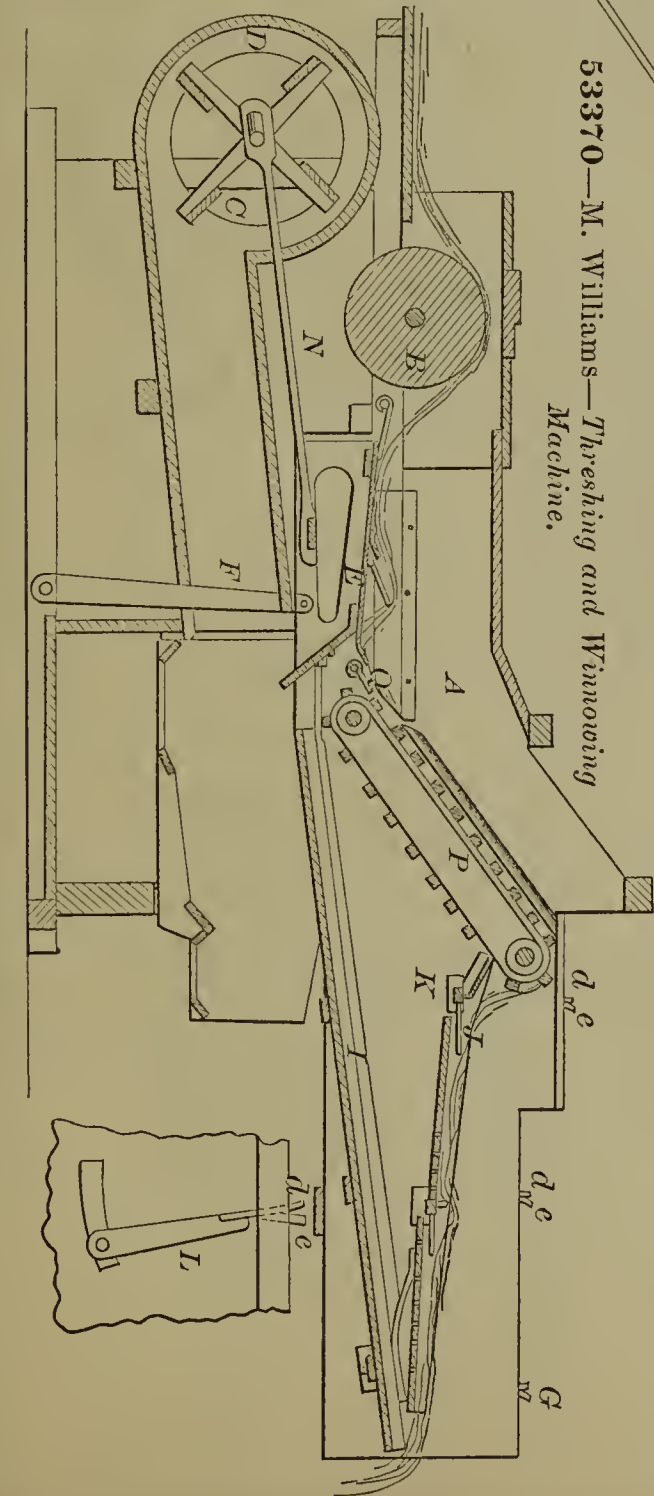 53370—M. Williams—Threshing and Winnowing
Machine.
D
C
B
N
E
F
A
O
P
K
J
I
d e
d e
G
d e
L